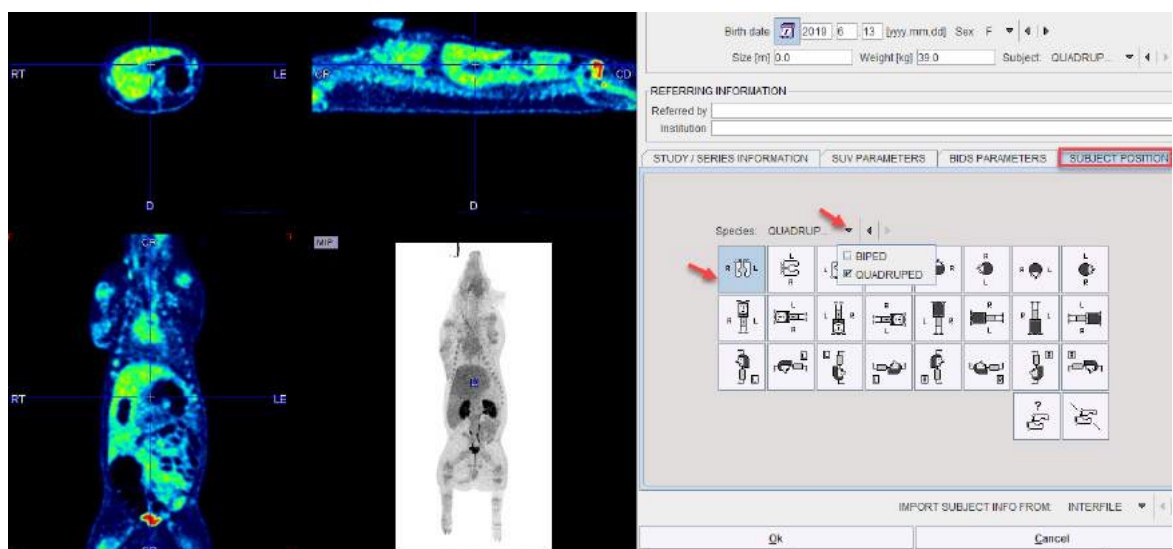 RT
LE
D
CR
CD
CR
RT
LE
MIP
Birth date 2019 6 13 [yyy.mm.dd] Sex F
Size [m] 0.0 Weight [kg] 39.0 Subject: QUADRUP...
REFERRING INFORMATION
Referred by
Institution
STUDY / SERIES INFORMATION SUV PARAMETERS BIDS PARAMETERS SUBJECT POSITION
Species: QUADRUP...
BIPED
QUADRUPED
R L
L
R
IMPORT SUBJECT INFO FROM: INTERFILE
Ok Cancel